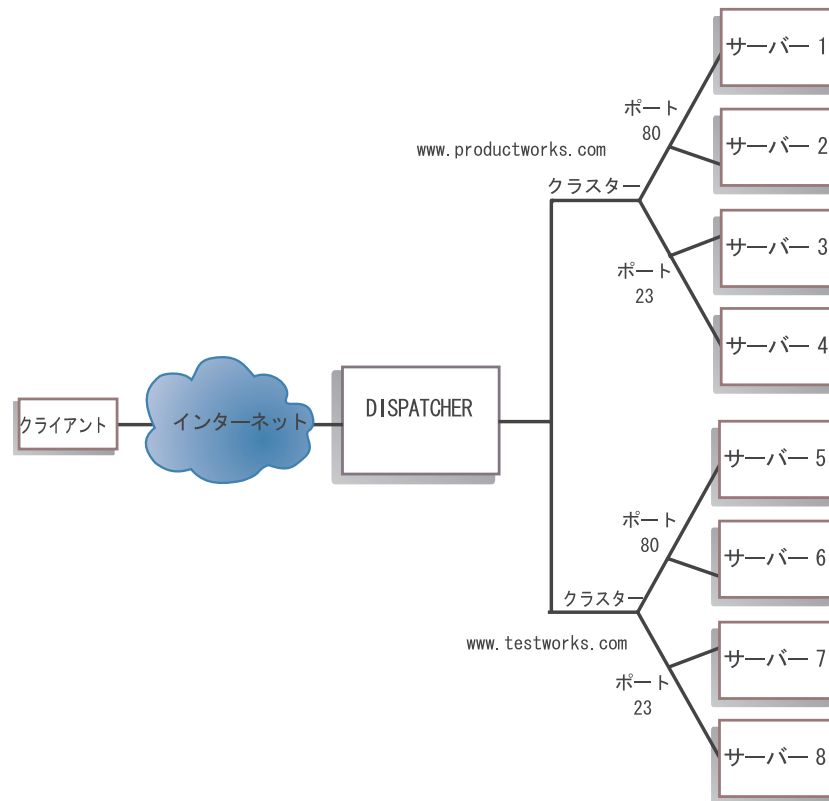 サーバー 1
ポート
80
サーバー 2
www.productworks.com
クラスター
サーバー 3
ポート
23
サーバー 4
クライアント
インターネット
DISPATCHER
サーバー 5
ポート
80
サーバー 6
クラスター
www.testworks.com
サーバー 7
ポート
23
サーバー 8